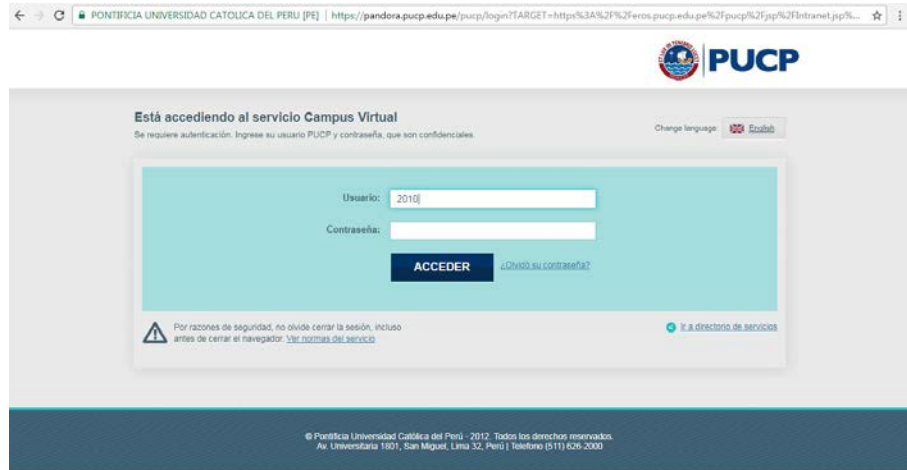 PONTIFICIA UNIVERSIDAD CATOLICA DEL PERU [PE] | https://pandora.pucp.edu.pe/pucp/login?TARGET=https%3A%2F%2Feros.pucp.edu.pe%2Fpucp%2Fjsp%2FIntranet.jsp%...
PUCP
Está accediendo al servicio Campus Virtual
Se requiere autenticación. Ingrese su usuario PUCP y contraseña, que son confidenciales.
Change language: English
Usuario: 2010
Contraseña:
ACCEDER ¿Olvidó su contraseña?
Por razones de seguridad, no olvide cerrar la sesión, incluso
antes de cerrar el navegador. Ver normas del servicio
Ir a directorio de servicios
© Pontificia Universidad Católica del Perú - 2012. Todos los derechos reservados.
Av. Universitaria 1801, San Miguel, Lima 32, Perú | Telefono (511) 626-2000